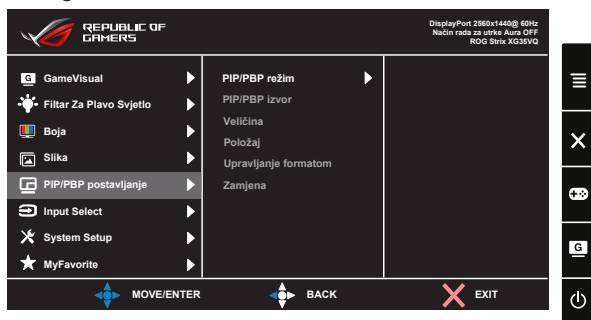 REPUBLIC OF
GAMERS
DisplayPort 2560x1440@ 60Hz
Način rada za utrke Aura OFF
ROG Strix XG35VQ
G GameVisual
Filtar Za Plavo Svjetlo
Boja
Slika
PIP/PBP postavljanje
Input Select
System Setup
MyFavorite
PIP/PBP režim
PIP/PBP izvor
Veličina
Položaj
Upravljanje formatom
Zamjena
MOVE/ENTER
BACK
EXIT
G